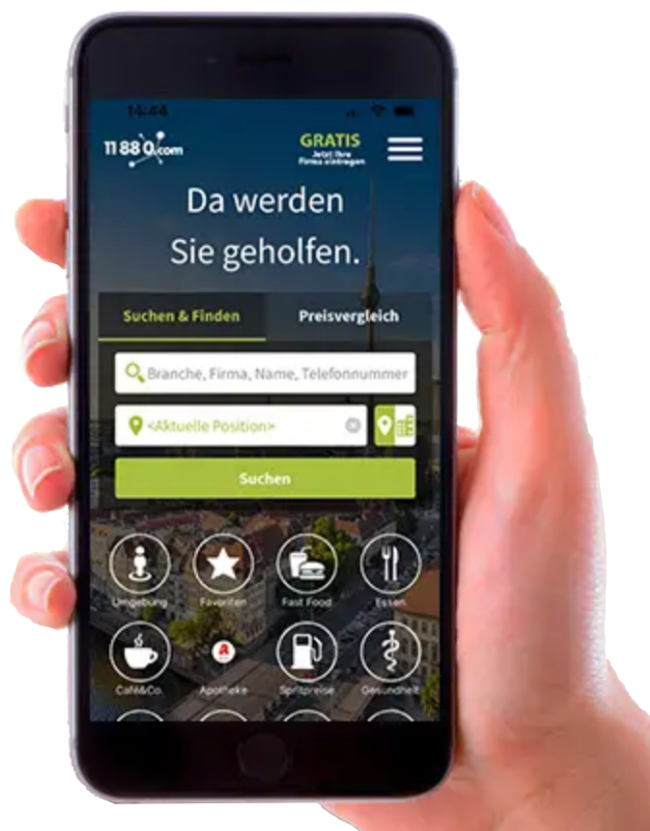 14:44
11880.com
GRATIS
Jetzt Ihre
Firma eintragen
Da werden
Sie geholfen.
Suchen & Finden
Preisvergleich
Branche, Firma, Name, Telefonnummer
<Aktuelle Position>
Suchen
Umgebung
Favoriten
Fast Food
Essen
A
Café&Co.
Apotheke
Spritpreise
Gesundheit